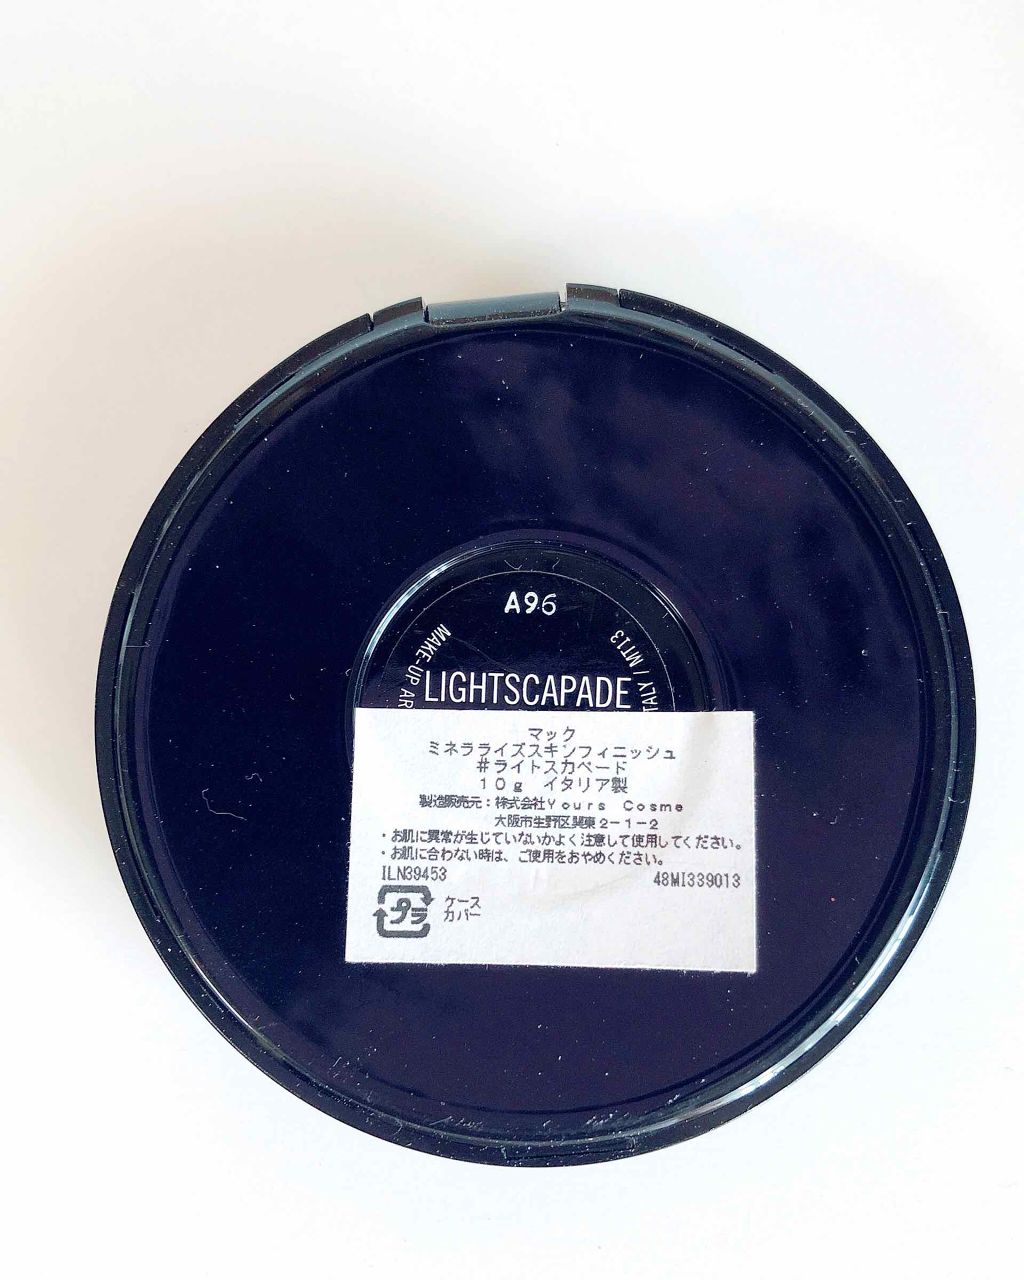 A96
MAKE-UP AR
TALY / MT13
LIGHTSCAPADE
マック
ミネラライズスキンフィニッシュ
#ライトスカペード
10g イタリア製
製造販売元:株式会社Yours Cosme
大阪市生野区巽東2-1-2
・お肌に異常が生じていないかよく注意して使用してください。
・お肌に合わない時は、ご使用をおやめください。
ILN39453
48MI339013
プラ
ケース
カバー